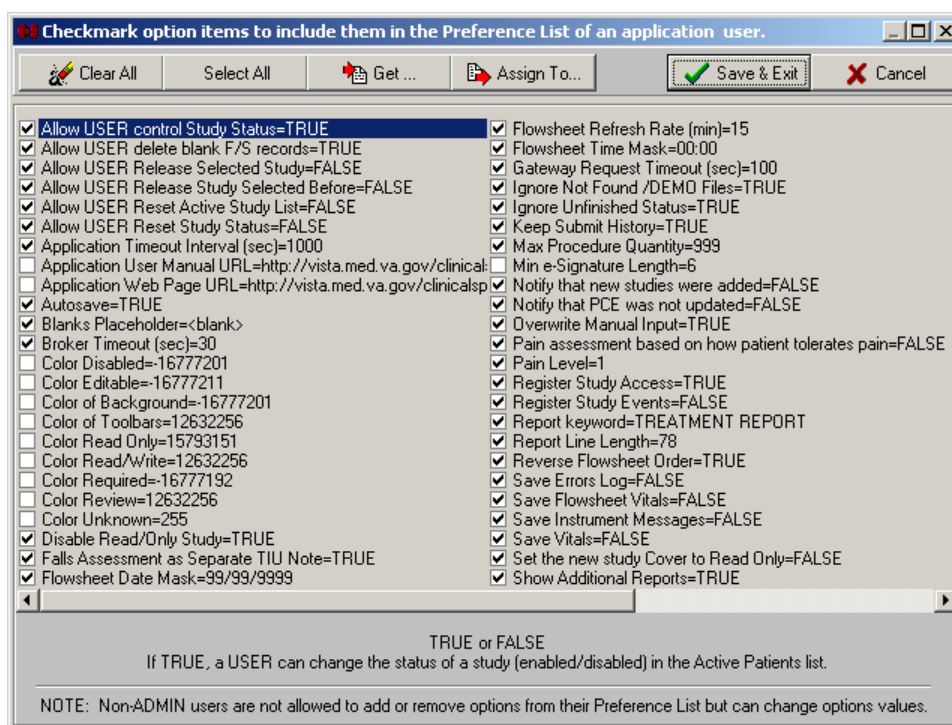 Checkmark option items to include them in the Preference List of an application user.
Clear All
Select All
Get ...
Assign To...
Save & Exit
Cancel
Allow USER control Study Status=TRUE
Allow USER delete blank F/S records=TRUE
Allow USER Release Selected Study=FALSE
Allow USER Release Study Selected Before=FALSE
Allow USER Reset Active Study List=FALSE
Allow USER Reset Study Status=FALSE
Application Timeout Interval (sec)=1000
Application User Manual URL=http://vista.med.va.gov/clinical
Application Web Page URL=http://vista.med.va.gov/clinicalsp
Autosave=TRUE
Blanks Placeholder=<blank>
Broker Timeout (sec)=30
Color Disabled=-16777201
Color Editable=-16777211
Color of Background=-16777201
Color of Toolbars=12632256
Color Read Only=15793151
Color Read/Write=12632256
Color Required=-16777192
Color Review=12632256
Color Unknown=255
Disable Read/Only Study=TRUE
Falls Assessment as Separate TIU Note=TRUE
Flowsheet Date Mask=99/99/9999
Flowsheet Refresh Rate (min)=15
Flowsheet Time Mask=00:00
Gateway Request Timeout (sec)=100
Ignore Not Found /DEMO Files=TRUE
Ignore Unfinished Status=TRUE
Keep Submit History=TRUE
Max Procedure Quantity=999
Min e-Signature Length=6
Notify that new studies were added=FALSE
Notify that PCE was not updated=FALSE
Overwrite Manual Input=TRUE
Pain assessment based on how patient tolerates pain=FALSE
Pain Level=1
Register Study Access=TRUE
Register Study Events=FALSE
Report keyword=TREATMENT REPORT
Report Line Length=78
Reverse Flowsheet Order=TRUE
Save Errors Log=FALSE
Save Flowsheet Vitals=FALSE
Save Instrument Messages=FALSE
Save Vitals=FALSE
Set the new study Cover to Read Only=FALSE
Show Additional Reports=TRUE
TRUE or FALSE
If TRUE, a USER can change the status of a study (enabled/disabled) in the Active Patients list.
NOTE: Non-ADMIN users are not allowed to add or remove options from their Preference List but can change options values.